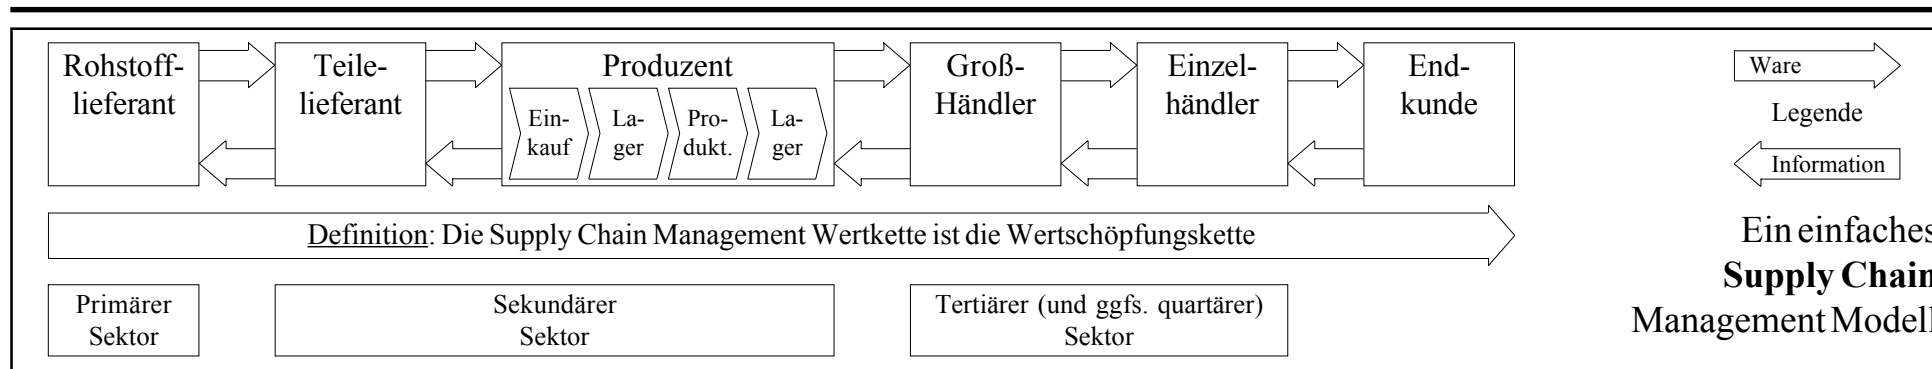 Rohstoff-
lieferant
Teile-
lieferant
Produzent
Ein-
kauf
La-
ger
Pro-
dukt.
La-
ger
Groß-
Händler
Einzel-
händler
End-
kunde
Ware
Legende
Information
Definition: Die Supply Chain Management Wertkette ist die Wertschöpfungskette
Ein einfaches
Supply Chain
Management Modell
Primärer
Sektor
Sekundärer
Sektor
Tertiärer (und ggfs. quartärer)
Sektor